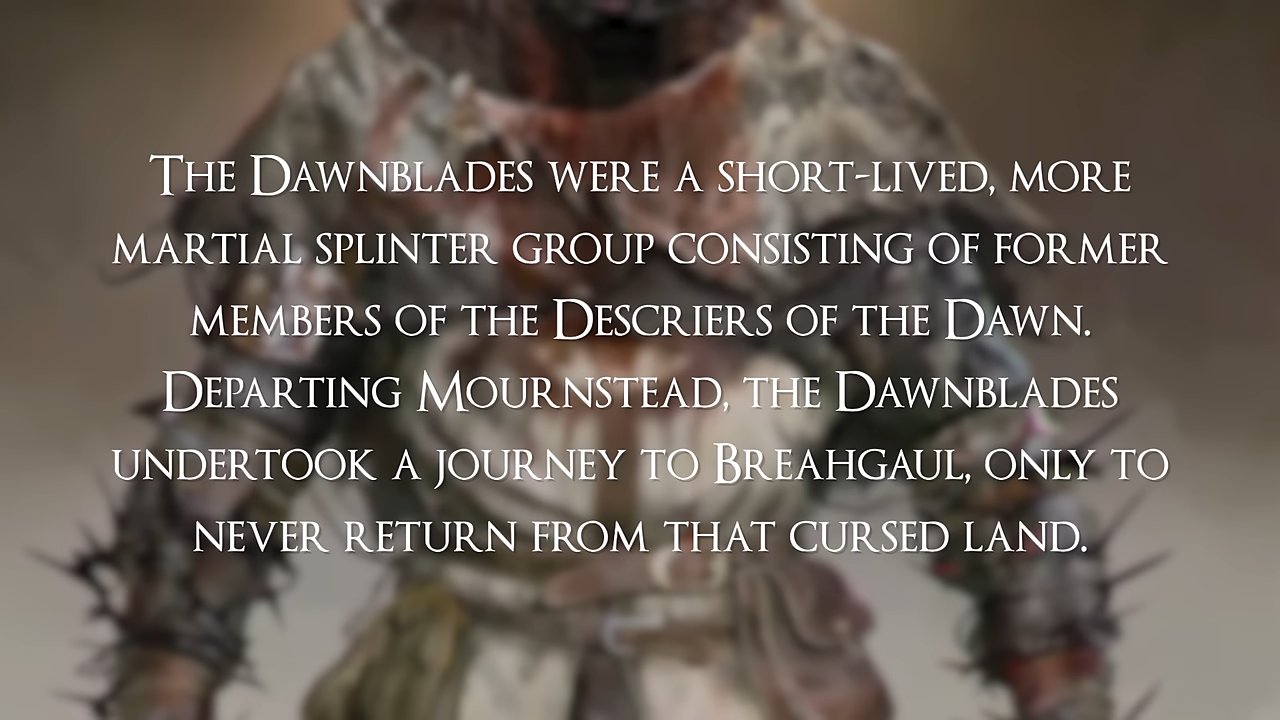 The Dawnblades were a short-lived, more
martial splinter group consisting of former
members of the Descriers of the Dawn.
Departing Mournstead, the Dawnblades
undertook a journey to Breahgaul, only to
never return from that cursed land.